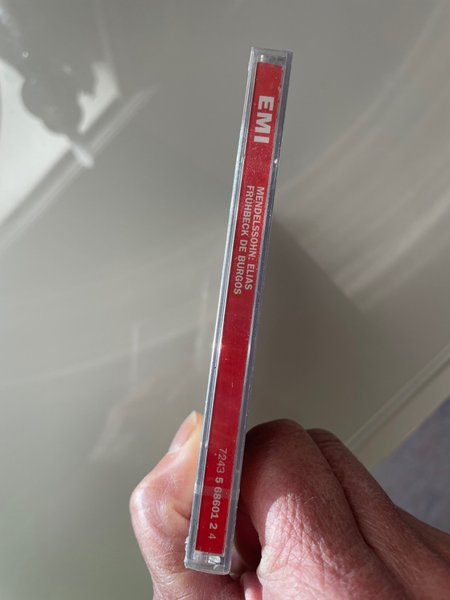 EMI
MENDELSSOHN: ELIAS
FRÜHBECK DE BURGOS
7243 5 68601 2 4